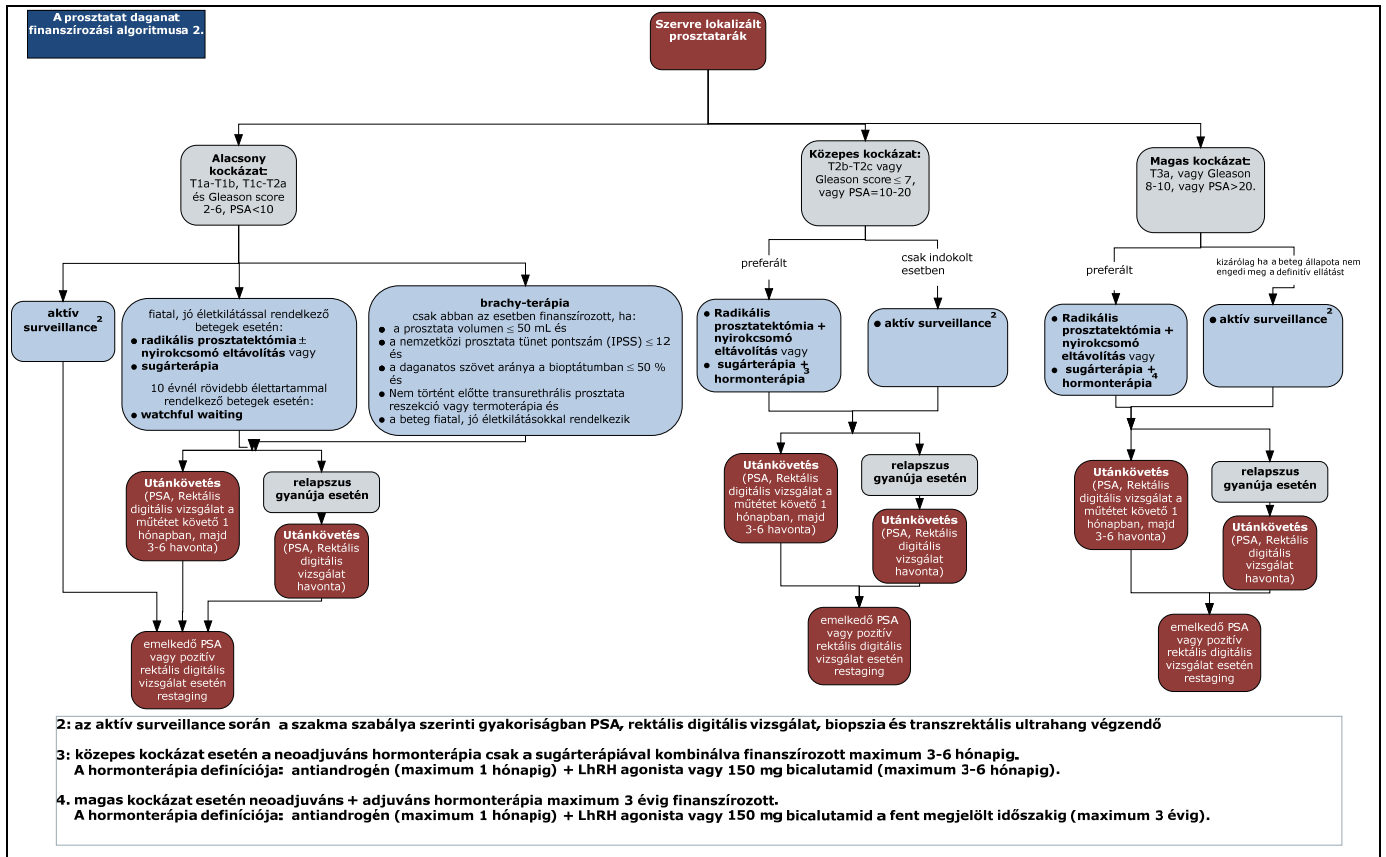 A prosztatat daganat
finanszírozási algoritmusa 2.
Szervre lokalizált
prosztatarák
Alacsony
kockázat:
T1a-T1b, T1c-T2a
és Gleason score
2-6, PSA<10
Közepes kockázat:
T2b-T2c vagy
Gleason score ≤ 7,
vagy PSA=10-20
Magas kockázat:
T3a, vagy Gleason
8-10, vagy PSA>20.
preferált
csak indokolt
esetben
preferált
kizárólag ha a beteg állapota nem
engedi meg a definitív ellátást
aktív
surveillance 2
fiatal, jó életkilátással rendelkező
betegek esetén:
● radikális prosztatektómia ±
nyirokcsomó eltávolítás vagy
● sugárterápia
10 évnél rövidebb élettartammal
rendelkező betegek esetén:
● watchful waiting
brachy-terápia
csak abban az esetben finanszírozott, ha:
● a prosztata volumen ≤ 50 mL és
● a nemzetközi prosztata tünet pontszám (IPSS) ≤ 12
és
● a daganatos szövet aránya a bioptátumban ≤ 50 %
és
● Nem történt előtte transurethrális prosztata
reszekció vagy termoterápia és
● a beteg fiatal, jó életkilátásokkal rendelkezik
● Radikális
prosztatektómia +
nyirokcsomó
eltávolítás vagy
● sugárterápia +
hormonterápia 3
● aktív surveillance 2
● Radikális
prosztatektómia +
nyirokcsomó
eltávolítás vagy
● sugárterápia +
hormonterápia 4
● aktív surveillance 2
Utánkövetés
(PSA, Rektális
digitális vizsgálat a
műtétet követő 1
hónapban, majd
3-6 havonta)
relapszus
gyanúja esetén
Utánkövetés
(PSA, Rektális
digitális
vizsgálat
havonta)
emelkedő PSA
vagy pozitív
rektális digitális
vizsgálat esetén
restaging
Utánkövetés
(PSA, Rektális
digitális vizsgálat a
műtétet követő 1
hónapban, majd
3-6 havonta)
relapszus
gyanúja esetén
Utánkövetés
(PSA, Rektális
digitális
vizsgálat
havonta)
emelkedő PSA
vagy pozitív
rektális digitális
vizsgálat esetén
restaging
Utánkövetés
(PSA, Rektális
digitális vizsgálat a
műtétet követő 1
hónapban, majd
3-6 havonta)
relapszus
gyanúja esetén
Utánkövetés
(PSA, Rektális
digitális
vizsgálat
havonta)
emelkedő PSA
vagy pozitív
rektális digitális
vizsgálat esetén
restaging
2: az aktív surveillance során a szakma szabálya szerinti gyakoriságban PSA, rektális digitális vizsgálat, biopszia és transzrektális ultrahang végzendő
3: közepes kockázat esetén a neoadjuváns hormonterápia csak a sugárterápiával kombinálva finanszírozott maximum 3-6 hónapig.
A hormonterápia definíciója: antiandrogén (maximum 1 hónapig) + LhRH agonista vagy 150 mg bicalutamid (maximum 3-6 hónapig).
4. magas kockázat esetén neoadjuváns + adjuváns hormonterápia maximum 3 évig finanszírozott.
A hormonterápia definíciója: antiandrogén (maximum 1 hónapig) + LhRH agonista vagy 150 mg bicalutamid a fent megjelölt időszakig (maximum 3 évig).